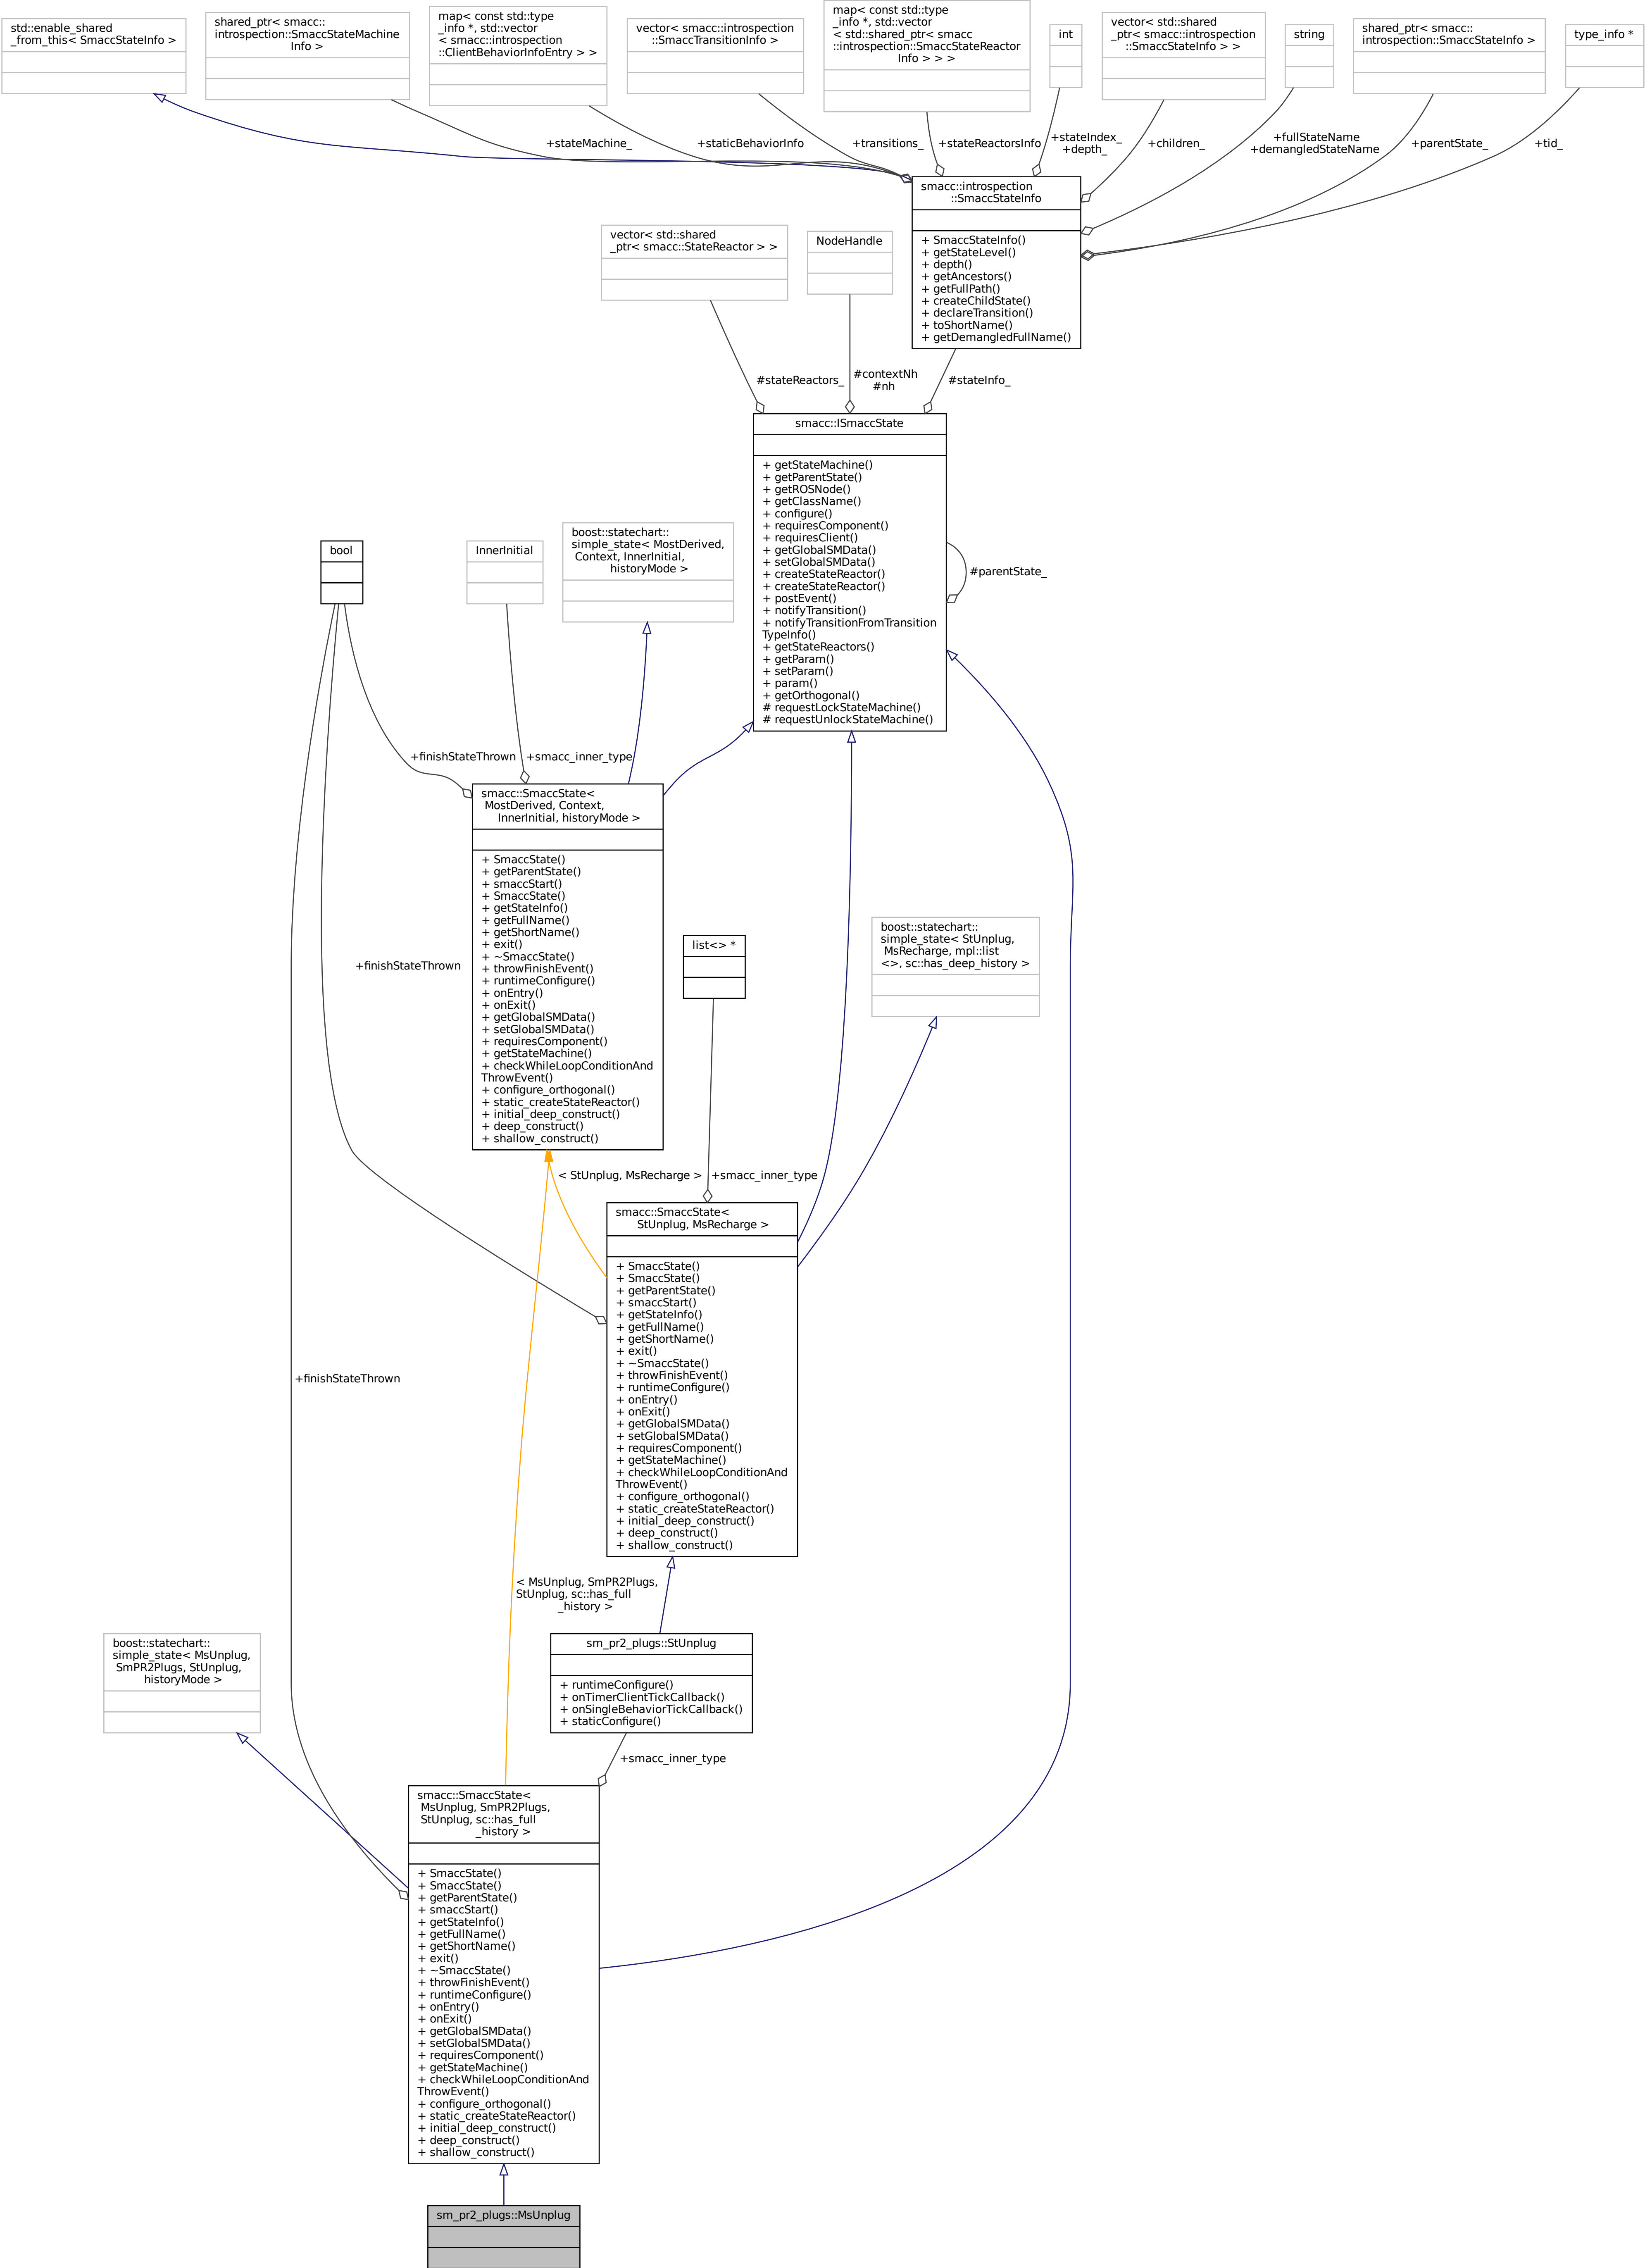 std::enable_shared
_from_this< SmaccStateInfo >
shared_ptr< smacc::
introspection::SmaccStateMachine
Info >
map< const std::type
_info *, std::vector
< smacc::introspection
::ClientBehaviorInfoEntry > >
vector< smacc::introspection
::SmaccTransitionInfo >
map< const std::type
_info *, std::vector
< std::shared_ptr< smacc
::introspection::SmaccStateReactor
Info > > >
int
vector< std::shared
_ptr< smacc::introspection
::SmaccStateInfo > >
string
shared_ptr< smacc::
introspection::SmaccStateInfo >
type_info *
+stateMachine_
+staticBehaviorInfo
+transitions_
+stateReactorsInfo
+stateIndex_
+depth_
+children_
+fullStateName
+demangledStateName
+parentState_
+tid_
smacc::introspection
::SmaccStateInfo
+ SmaccStateInfo()
+ getStateLevel()
+ depth()
+ getAncestors()
+ getFullPath()
+ createChildState()
+ declareTransition()
+ toShortName()
+ getDemangledFullName()
vector< std::shared
_ptr< smacc::StateReactor > >
NodeHandle
#stateReactors_
#contextNh
#nh
#stateInfo_
smacc::ISmaccState
+ getStateMachine()
+ getParentState()
+ getROSNode()
+ getClassName()
+ configure()
+ requiresComponent()
+ requiresClient()
+ getGlobalSMData()
+ setGlobalSMData()
+ createStateReactor()
+ createStateReactor()
+ postEvent()
+ notifyTransition()
+ notifyTransitionFromTransition
TypeInfo()
+ getStateReactors()
+ getParam()
+ setParam()
+ param()
+ getOrthogonal()
# requestLockStateMachine()
# requestUnlockStateMachine()
#parentState_
bool
InnerInitial
boost::statechart::
simple_state< MostDerived,
Context, InnerInitial,
historyMode >
+finishStateThrown
+smacc_inner_type
smacc::SmaccState<
MostDerived, Context,
InnerInitial, historyMode >
+ SmaccState()
+ getParentState()
+ smaccStart()
+ SmaccState()
+ getStateInfo()
+ getFullName()
+ getShortName()
+ exit()
+ ~SmaccState()
+ throwFinishEvent()
+ runtimeConfigure()
+ onEntry()
+ onExit()
+ getGlobalSMData()
+ setGlobalSMData()
+ requiresComponent()
+ getStateMachine()
+ checkWhileLoopConditionAnd
ThrowEvent()
+ configure_orthogonal()
+ static_createStateReactor()
+ initial_deep_construct()
+ deep_construct()
+ shallow_construct()
+finishStateThrown
list<> *
boost::statechart::
simple_state< StUnplug,
MsRecharge, mpl::list
<>, sc::has_deep_history >
< StUnplug, MsRecharge >
+smacc_inner_type
smacc::SmaccState<
StUnplug, MsRecharge >
+ SmaccState()
+ SmaccState()
+ getParentState()
+ smaccStart()
+ getStateInfo()
+ getFullName()
+ getShortName()
+ exit()
+ ~SmaccState()
+ throwFinishEvent()
+ runtimeConfigure()
+ onEntry()
+ onExit()
+ getGlobalSMData()
+ setGlobalSMData()
+ requiresComponent()
+ getStateMachine()
+ checkWhileLoopConditionAnd
ThrowEvent()
+ configure_orthogonal()
+ static_createStateReactor()
+ initial_deep_construct()
+ deep_construct()
+ shallow_construct()
+finishStateThrown
< MsUnplug, SmPR2Plugs,
StUnplug, sc::has_full
_history >
boost::statechart::
simple_state< MsUnplug,
SmPR2Plugs, StUnplug,
historyMode >
sm_pr2_plugs::StUnplug
+ runtimeConfigure()
+ onTimerClientTickCallback()
+ onSingleBehaviorTickCallback()
+ staticConfigure()
+smacc_inner_type
smacc::SmaccState<
MsUnplug, SmPR2Plugs,
StUnplug, sc::has_full
_history >
+ SmaccState()
+ SmaccState()
+ getParentState()
+ smaccStart()
+ getStateInfo()
+ getFullName()
+ getShortName()
+ exit()
+ ~SmaccState()
+ throwFinishEvent()
+ runtimeConfigure()
+ onEntry()
+ onExit()
+ getGlobalSMData()
+ setGlobalSMData()
+ requiresComponent()
+ getStateMachine()
+ checkWhileLoopConditionAnd
ThrowEvent()
+ configure_orthogonal()
+ static_createStateReactor()
+ initial_deep_construct()
+ deep_construct()
+ shallow_construct()
sm_pr2_plugs::MsUnplug